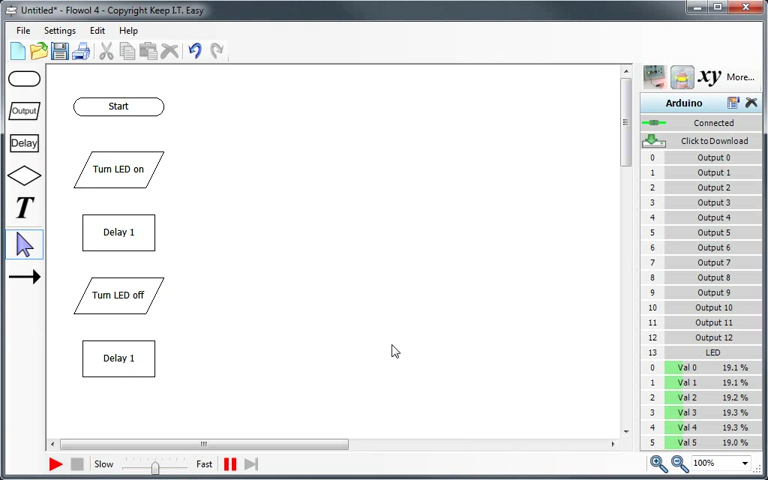 Untitled* - Flowol 4 - Copyright Keep I.T. Easy
File Settings Edit Help
xy More...
Output
Delay
T
Start
Turn LED on
Delay 1
Turn LED off
Delay 1
Arduino
Connected
Click to Download
0 Output 0
1 Output 1
2 Output 2
3 Output 3
4 Output 4
5 Output 5
6 Output 6
7 Output 7
8 Output 8
9 Output 9
10 Output 10
11 Output 11
12 Output 12
13 LED
0 Val 0 19.1 %
1 Val 1 19.1 %
2 Val 2 19.2 %
3 Val 3 19.3 %
4 Val 4 19.3 %
5 Val 5 19.0 %
Slow Fast
100%